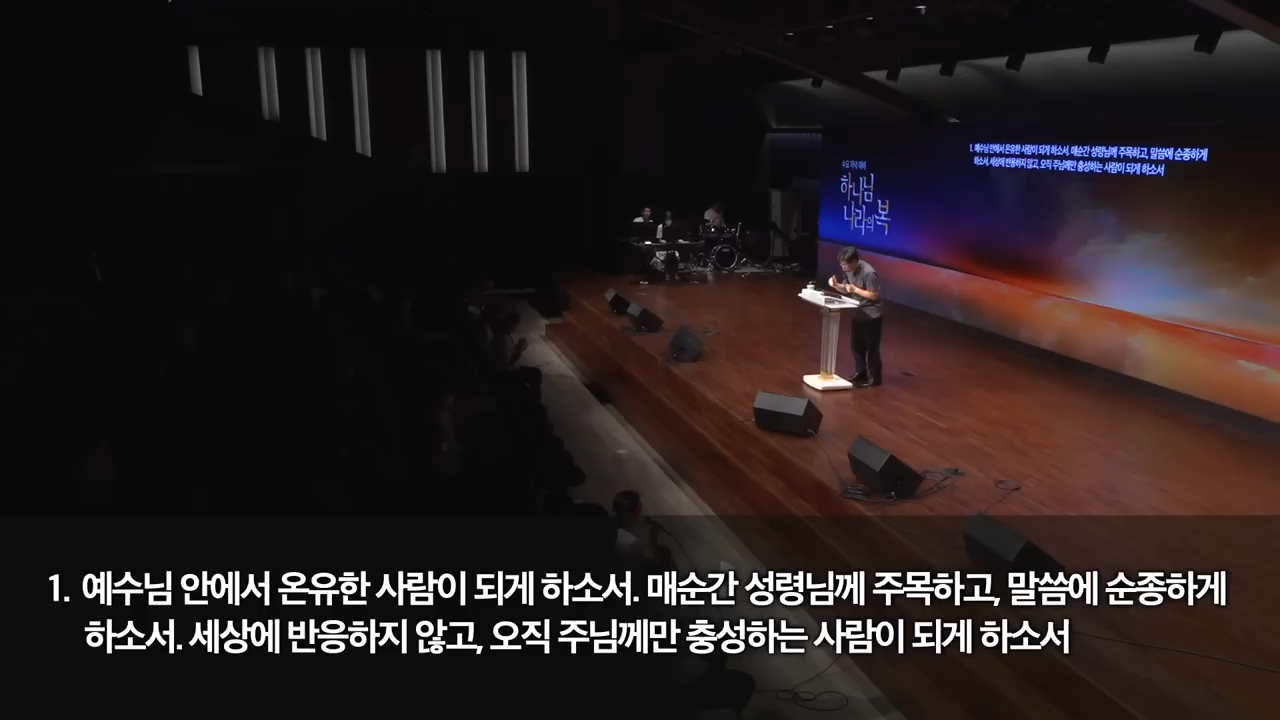 수요 저녁 예배
하나님
나라의 복
1. 예수님 안에서 온유한 사람이 되게 하소서. 매순간 성령님께 주목하고, 말씀에 순종하게
하소서. 세상에 반응하지 않고, 오직 주님께만 충성하는 사람이 되게 하소서
1. 예수님 안에서 온유한 사람이 되게 하소서. 매순간 성령님께 주목하고, 말씀에 순종하게
하소서. 세상에 반응하지 않고, 오직 주님께만 충성하는 사람이 되게 하소서